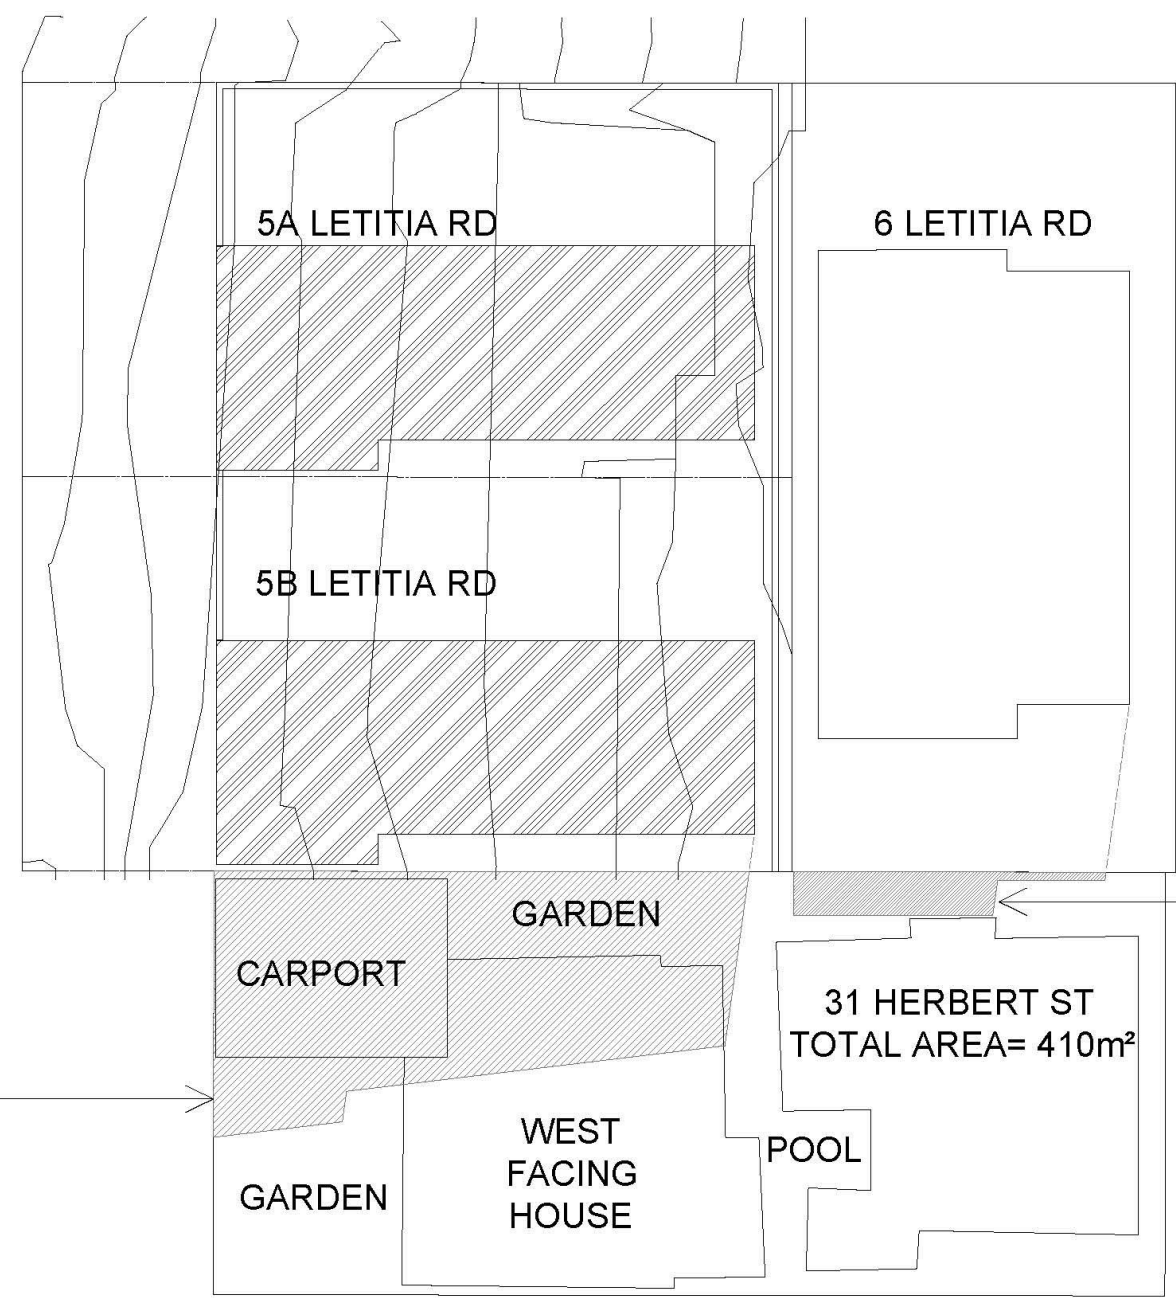 5A LETITIA RD
6 LETITIA RD
5B LETITIA RD
GARDEN
CARPORT
31 HERBERT ST
TOTAL AREA= 410m²
WEST
FACING
HOUSE
POOL
GARDEN